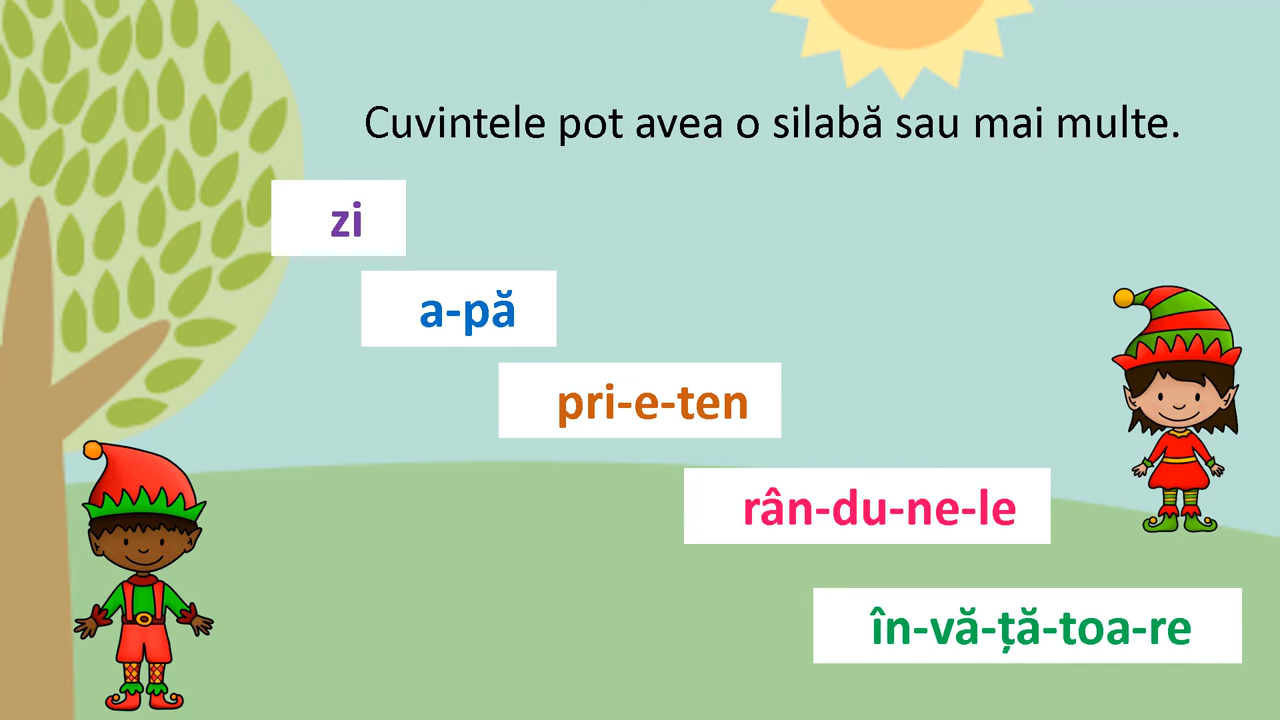 Cuvintele pot avea o silabă sau mai multe.
zi
a-pă
pri-e-ten
rân-du-ne-le
în-vă-ță-toa-re